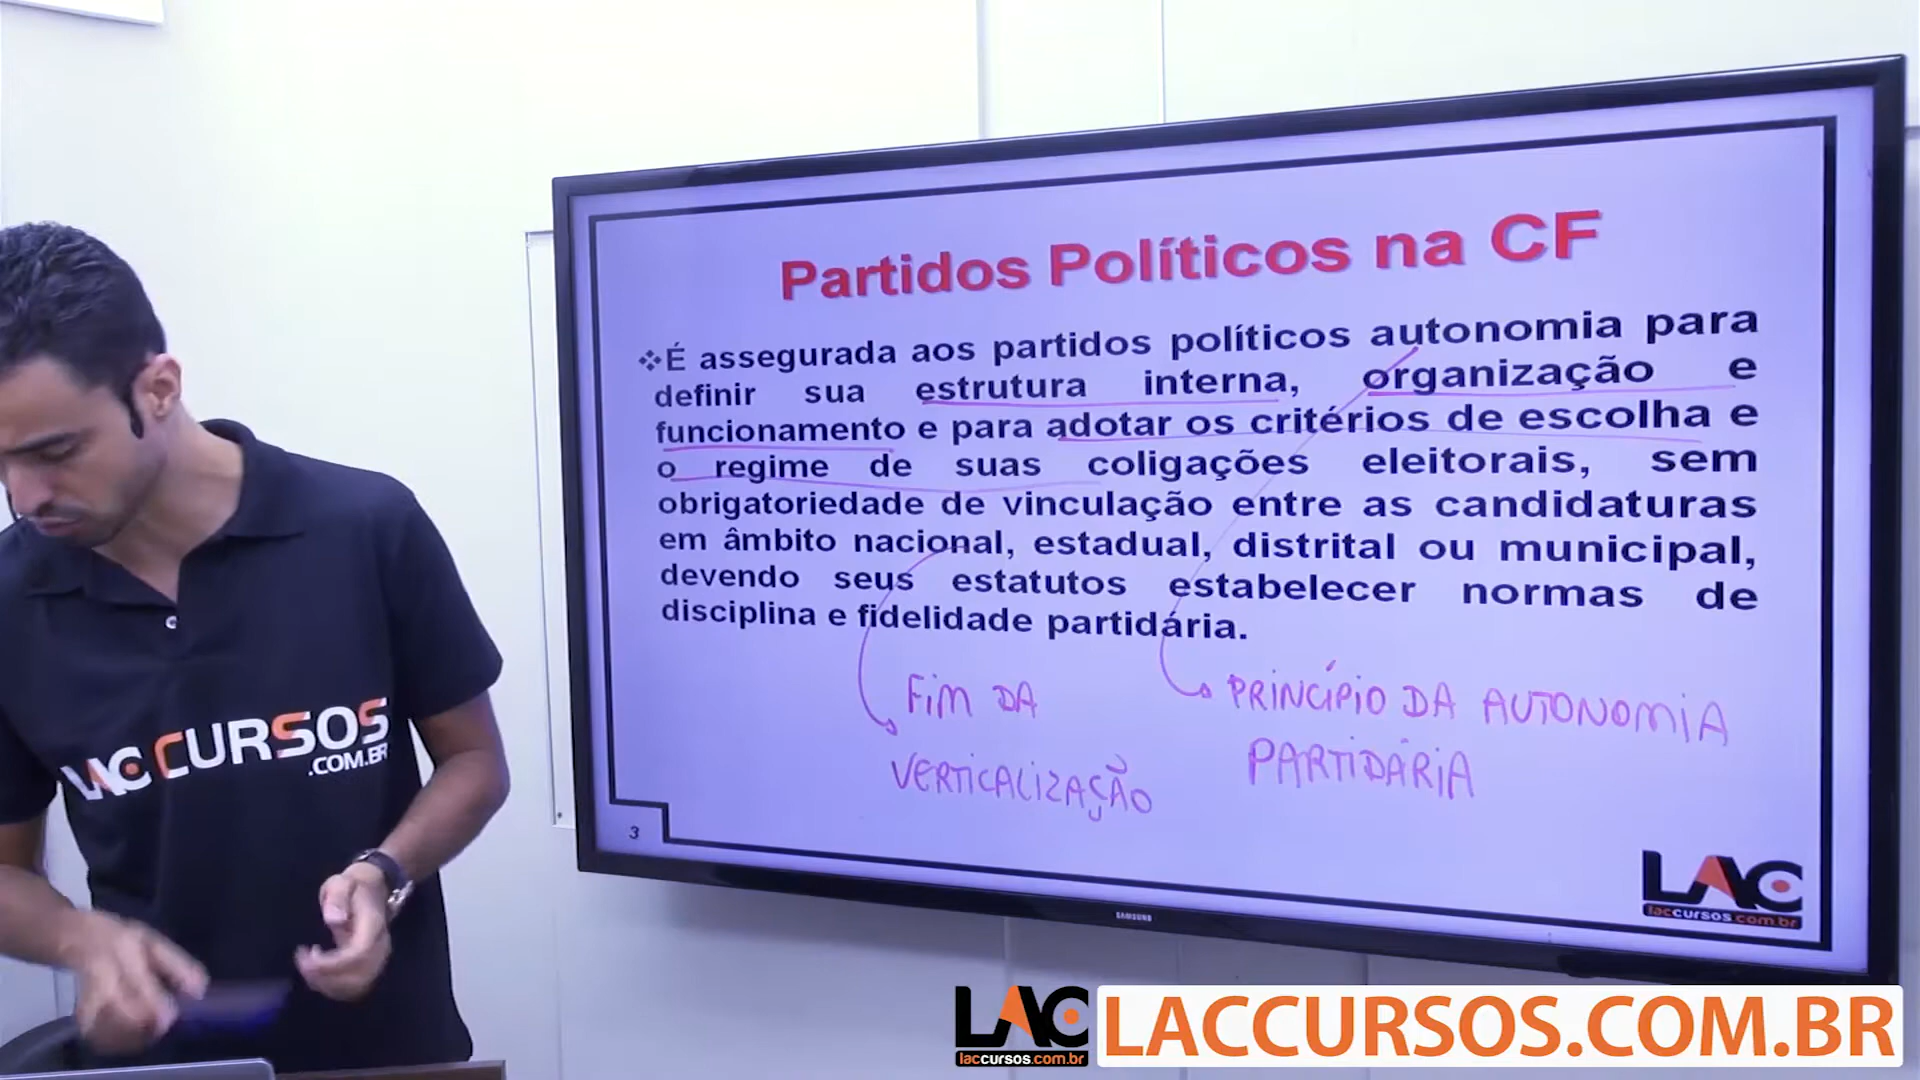 Partidos Políticos na CF
❖É assegurada aos partidos políticos autonomia para
definir sua estrutura interna, organização e
funcionamento e para adotar os critérios de escolha e
o regime de suas coligações eleitorais, sem
obrigatoriedade de vinculação entre as candidaturas
em âmbito nacional, estadual, distrital ou municipal,
devendo seus estatutos estabelecer normas de
disciplina e fidelidade partidária.
FIM DA
VERTICALIZAÇÃO
PRINCÍPIO DA AUTONOMIA
PARTIDÁRIA
3
LAC
laccursos.com.br
SAMSUNG
LAC CURSOS
.COM.BR
LAC
laccursos.com.br
LACCURSOS.COM.BR